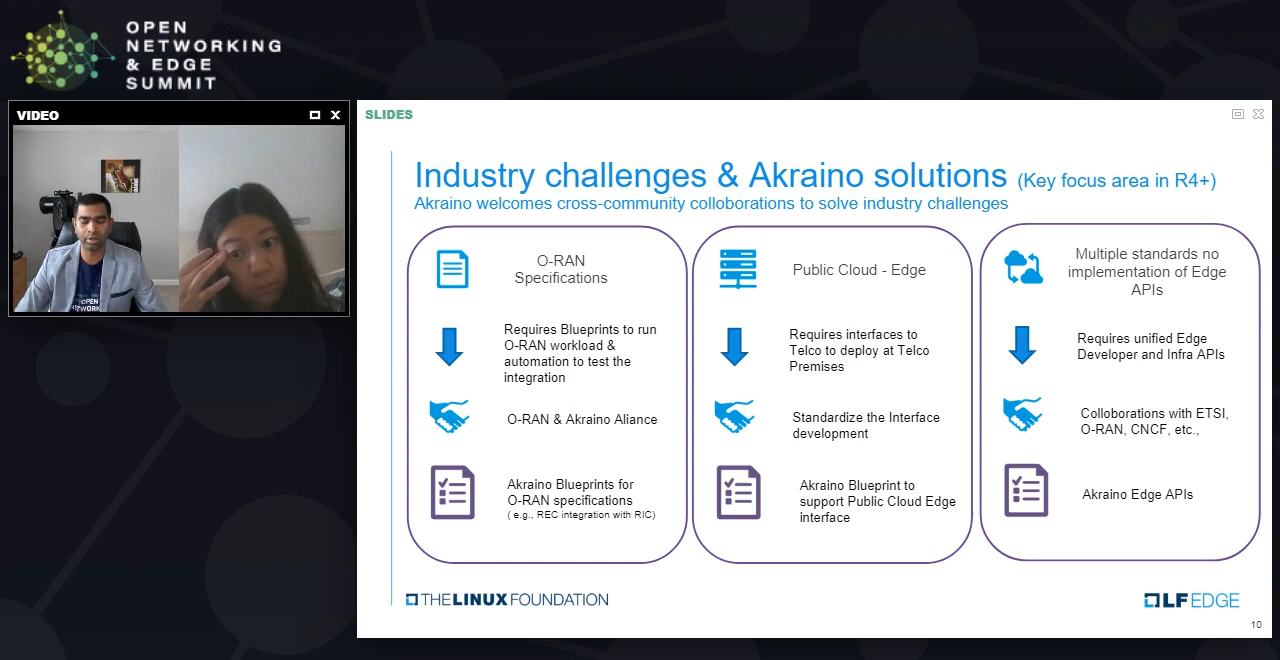 OPEN
NETWORKING
& EDGE
SUMMIT
VIDEO
OPEN
SLIDES
Industry challenges & Akraino solutions (Key focus area in R4+)
Akraino welcomes cross-community colloborations to solve industry challenges
O-RAN
Specifications
Requires Blueprints to run
O-RAN workload &
automation to test the
integration
O-RAN & Akraino Aliance
Akraino Blueprints for
O-RAN specifications
( e.g., REC integration with RIC)
Public Cloud - Edge
Requires interfaces to
Telco to deploy at Telco
Premises
Standardize the Interface
development
Akraino Blueprint to
support Public Cloud Edge
interface
Multiple standards no
implementation of Edge
APIs
Requires unified Edge
Developer and Infra APIs
Colloborations with ETSI,
O-RAN, CNCF, etc.,
Akraino Edge APIs
THE LINUX FOUNDATION
LF EDGE
10